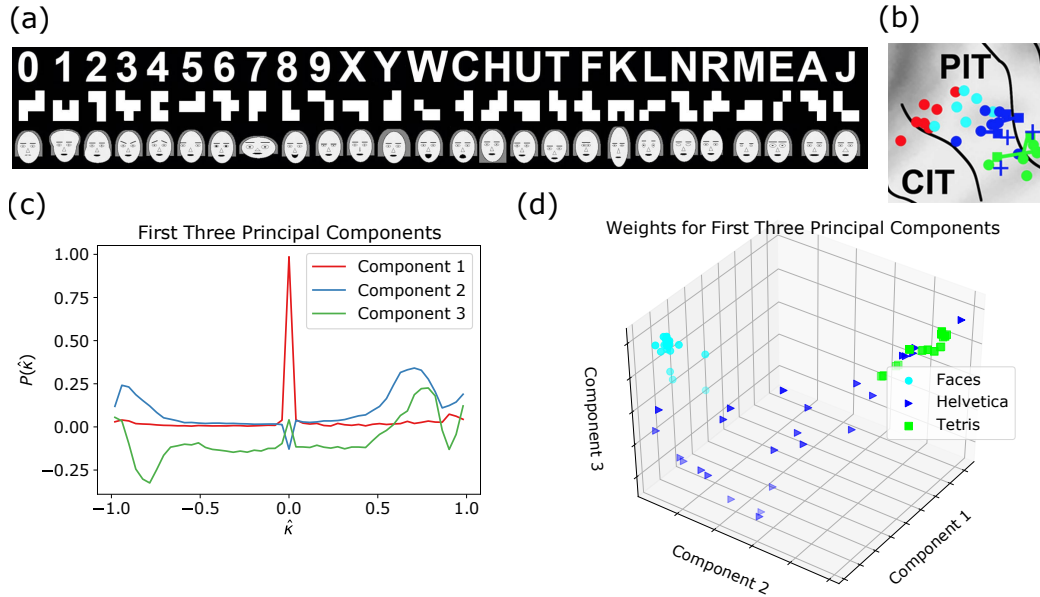 (a)
0 1 2 3 4 5 6 7 8 9 X Y W C H U T F K L N R M E A J
(b)
PIT
CIT
(c)
First Three Principal Components
1.00
0.75
0.50
0.25
0.00
−0.25
−1.0 −0.5 0.0 0.5 1.0
P(κ̂)
κ̂
Component 1
Component 2
Component 3
(d)
Weights for First Three Principal Components
Component 3
Component 2
Component 1
Faces
Helvetica
Tetris